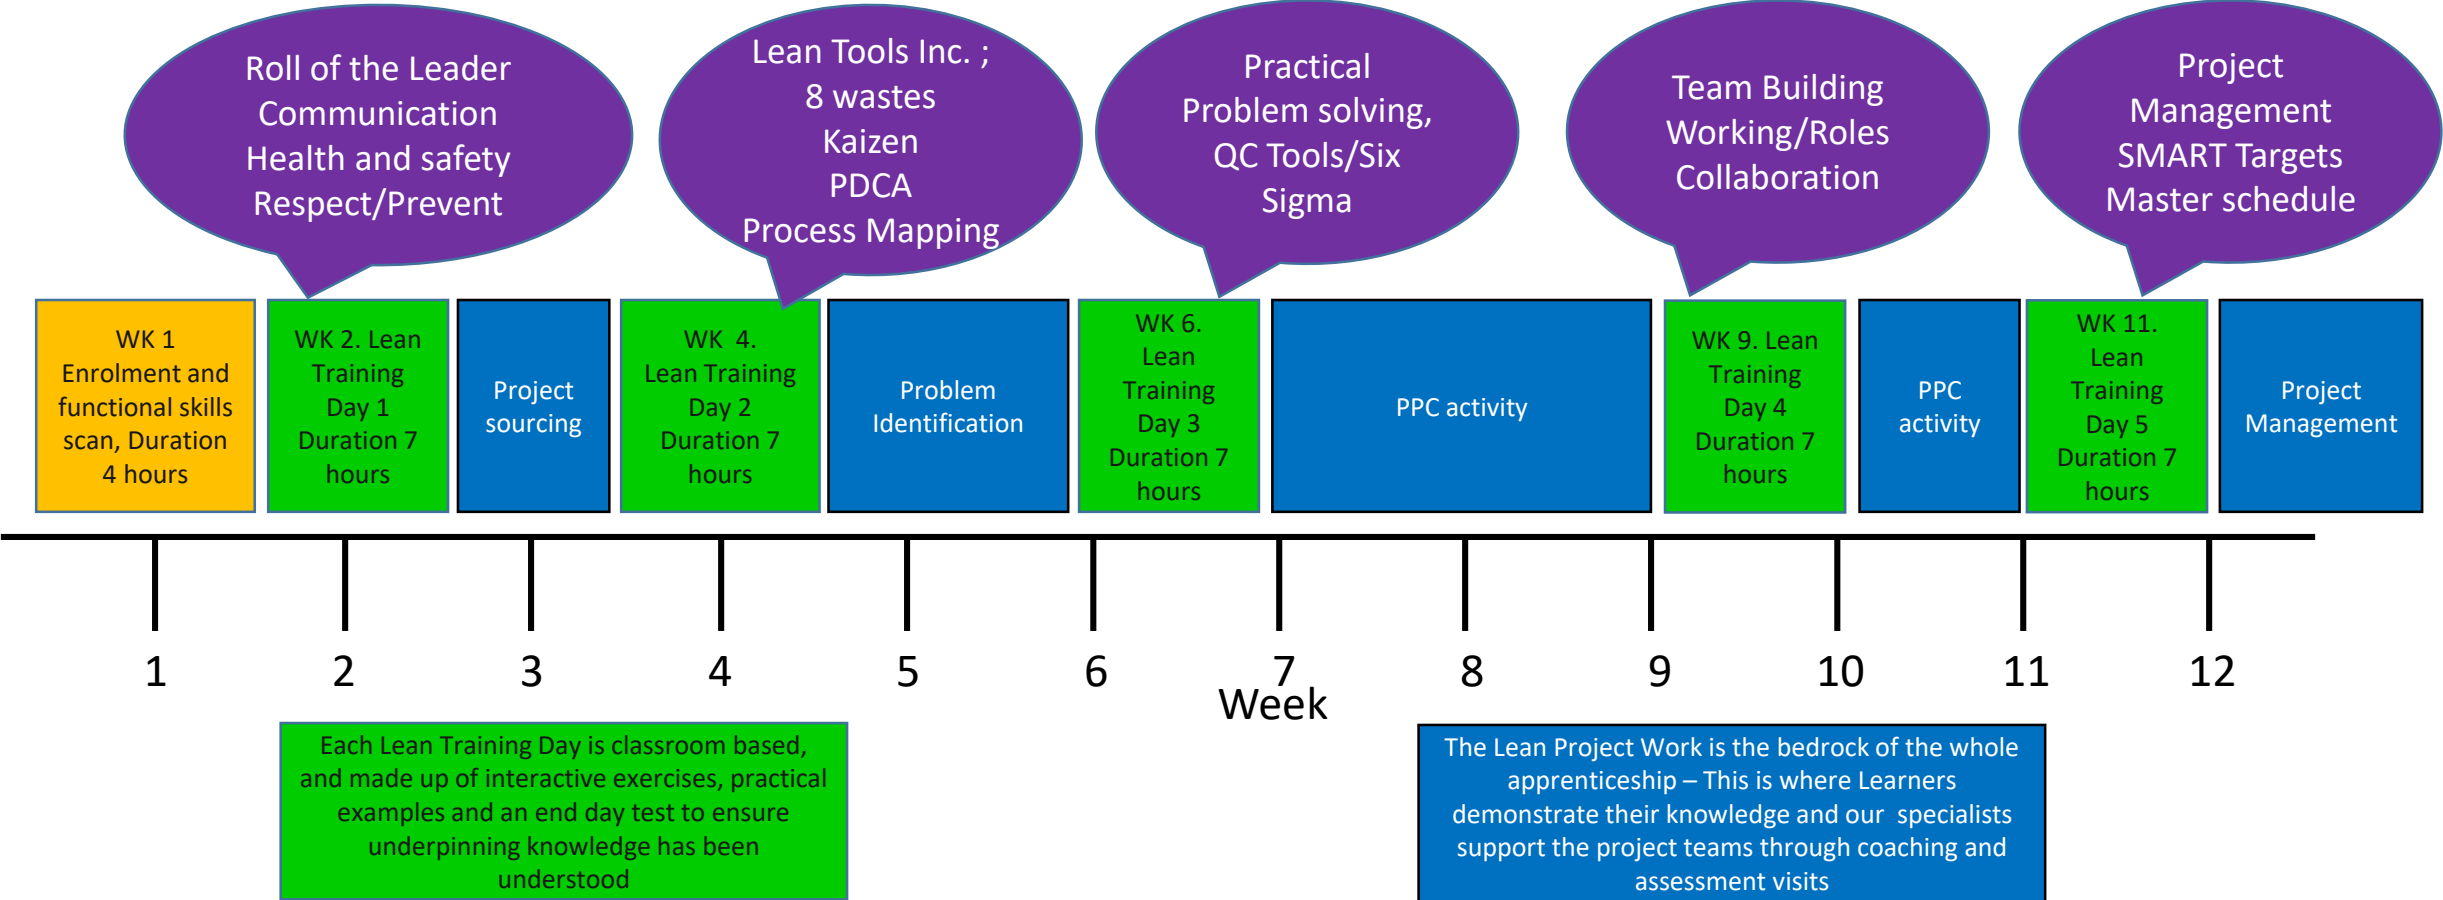 Roll of the Leader
Communication
Health and safety
Respect/Prevent
Lean Tools Inc. ;
8 wastes
Kaizen
PDCA
Process Mapping
Practical
Problem solving,
QC Tools/Six
Sigma
Team Building
Working/Roles
Collaboration
Project
Management
SMART Targets
Master schedule
WK 1
Enrolment and
functional skills
scan, Duration
4 hours
WK 2. Lean
Training
Day 1
Duration 7
hours
Project
sourcing
WK 4.
Lean Training
Day 2
Duration 7
hours
Problem
Identification
WK 6.
Lean
Training
Day 3
Duration 7
hours
PPC activity
WK 9. Lean
Training
Day 4
Duration 7
hours
PPC
activity
WK 11.
Lean
Training
Day 5
Duration 7
hours
Project
Management
1 2 3 4 5 6 7 8 9 10 11 12
Week
Each Lean Training Day is classroom based,
and made up of interactive exercises, practical
examples and an end day test to ensure
underpinning knowledge has been
understood
The Lean Project Work is the bedrock of the whole
apprenticeship – This is where Learners
demonstrate their knowledge and our specialists
support the project teams through coaching and
assessment visits